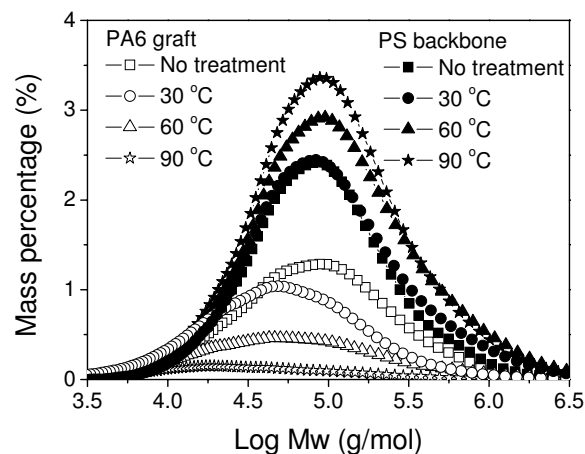 4
3
2
1
0
Mass percentage (%)
PA6 graft
No treatment
30 °C
60 °C
90 °C
PS backbone
No treatment
30 °C
60 °C
90 °C
3.5 4.0 4.5 5.0 5.5 6.0 6.5
Log Mw (g/mol)